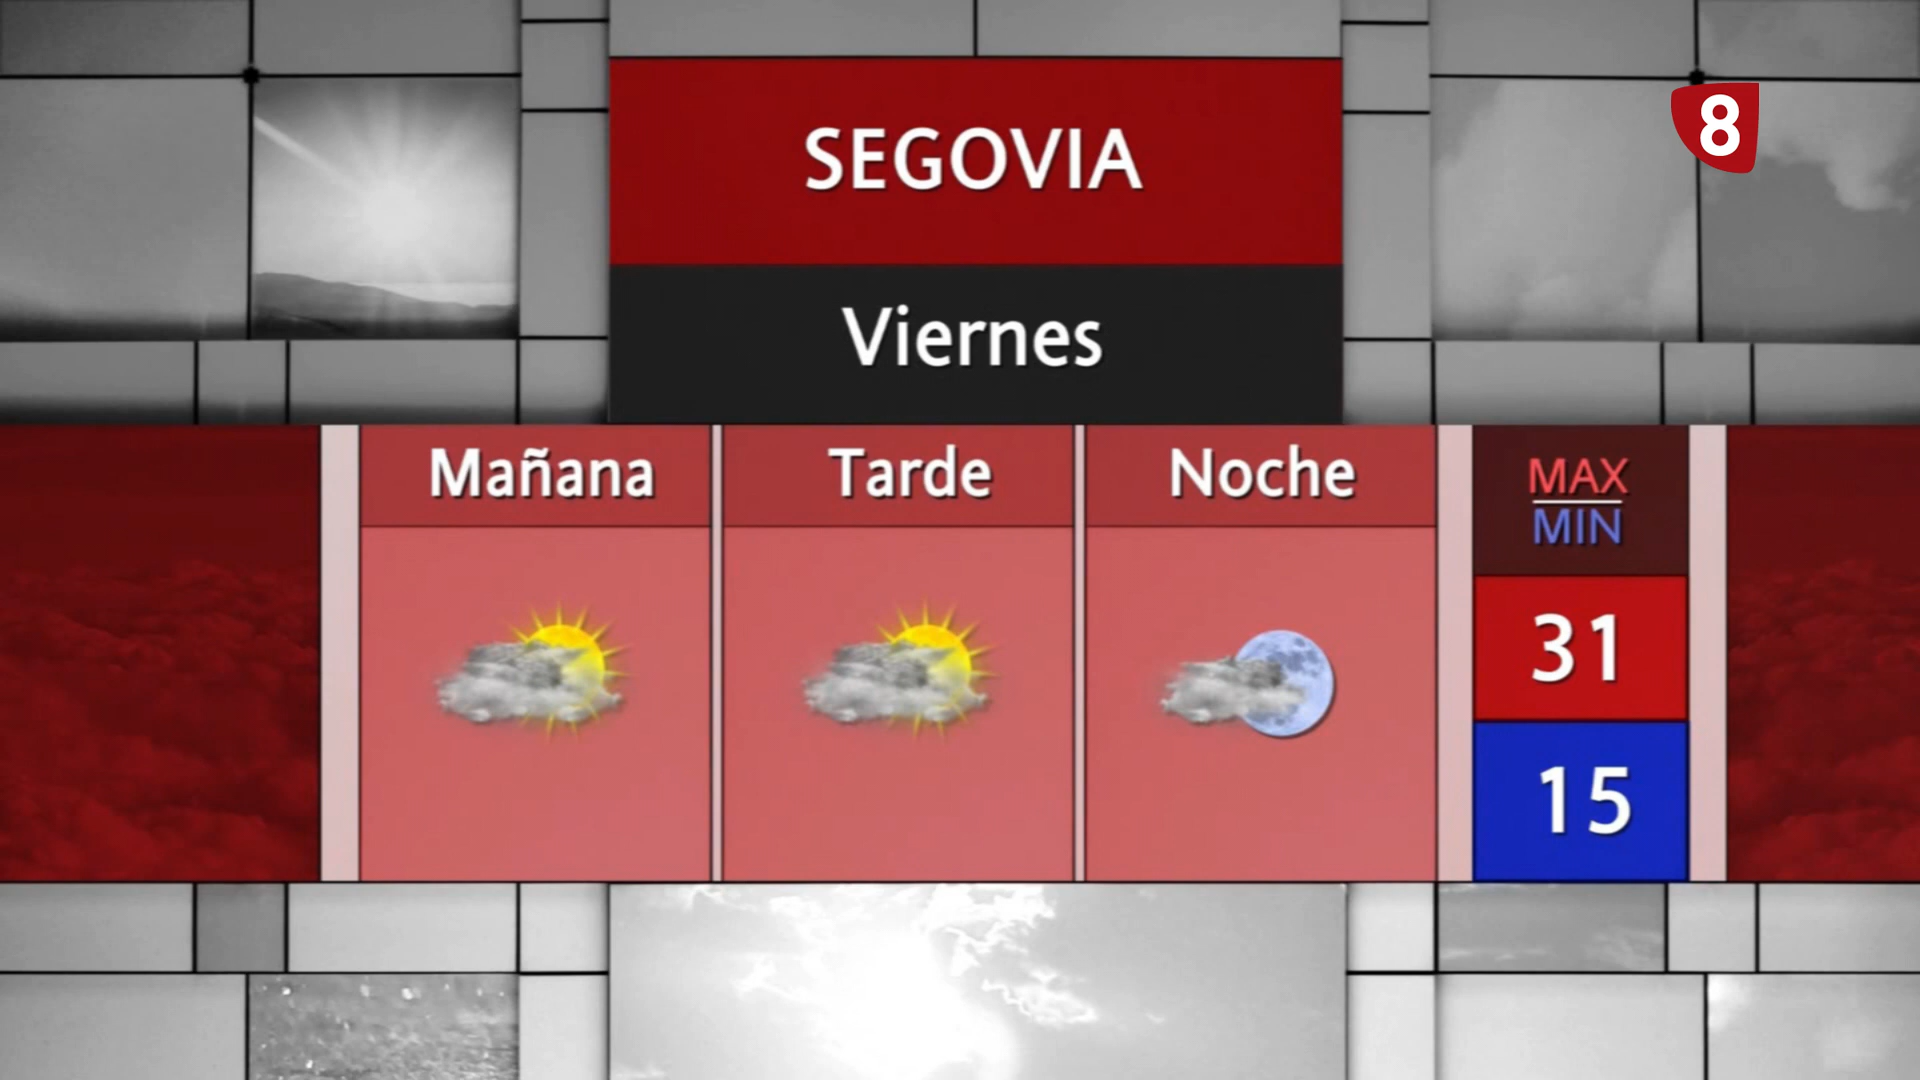 8
SEGOVIA
Viernes
Mañana
Tarde
Noche
MAX
MIN
31
15